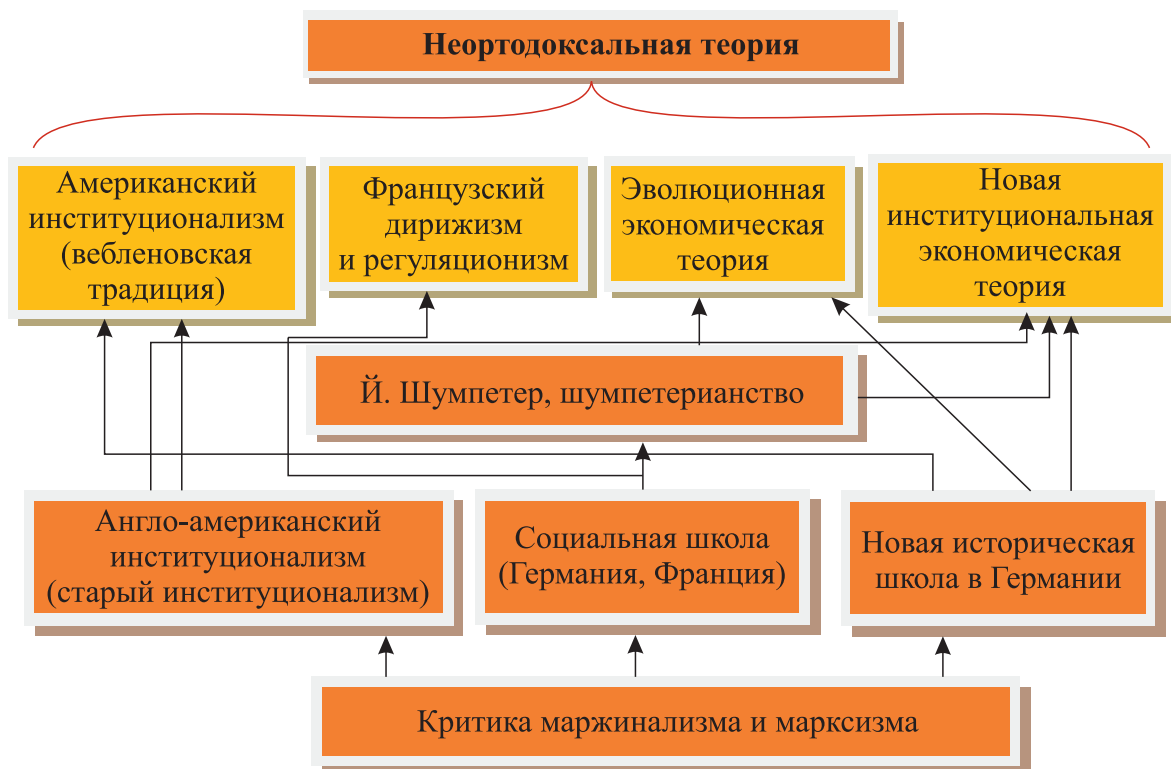 Неортодоксальная теория
Американский
институционализм
(вебленовская
традиция)
Французский
дирижизм
и регуляционизм
Эволюционная
экономическая
теория
Новая
институциональная
экономическая
теория
Й. Шумпетер, шумпетерианство
Англо-американский
институционализм
(старый институционализм)
Социальная школа
(Германия, Франция)
Новая историческая
школа в Германии
Критика маржинализма и марксизма